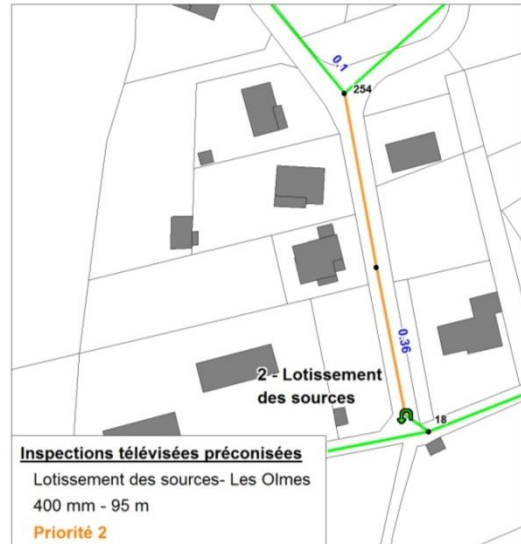 0.1
254
0.36
2 - Lotissement
des sources
18
Inspections télévisées préconisées
Lotissement des sources- Les Olmes
400 mm - 95 m
Priorité 2